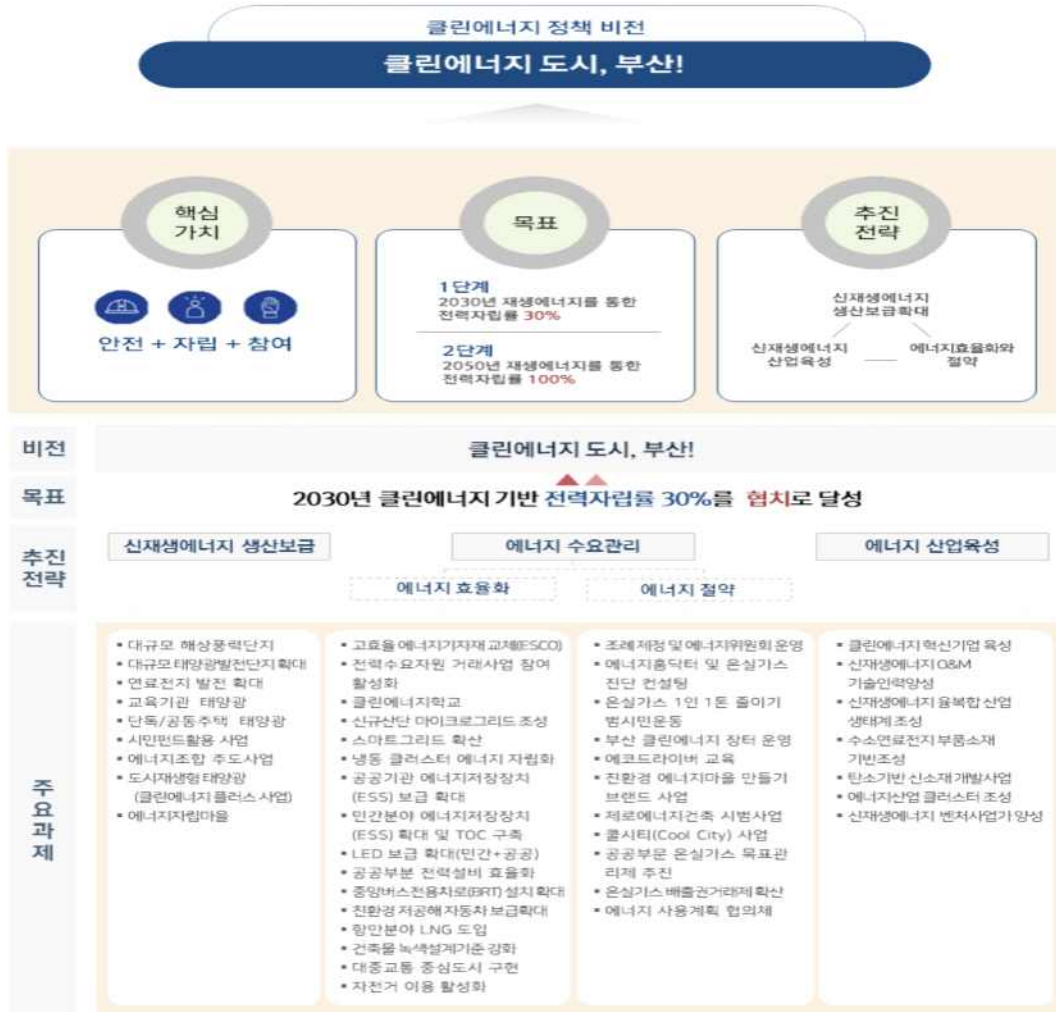 클린에너지 정책 비전
클린에너지 도시, 부산!
핵심
가치
안전 + 자립 + 참여
목표
1단계
2030년 재생에너지를 통한
전력자립률 30%
2단계
2050년 재생에너지를 통한
전력자립률 100%
추진
전략
신재생에너지
생산보급확대
신재생에너지
산업육성
에너지효율화와
절약
비전
클린에너지 도시, 부산!
목표
2030년 클린에너지 기반 전력자립률 30%를 협치로 달성
추진
전략
신재생에너지 생산보급
에너지 수요관리
에너지 산업육성
에너지 효율화
에너지 절약
주
요
과
제
▪ 대규모 해상풍력단지
▪ 대규모 태양광발전단지 확대
▪ 연료전지 발전 확대
▪ 교육기관 태양광
▪ 단독/공동주택 태양광
▪ 시민펀드활용 사업
▪ 에너지조합 주도사업
▪ 도시재생형 태양광
(클린에너지 플러스 사업)
▪ 에너지자립마을
▪ 고효율 에너지기자재 교체(ESCO)
▪ 전력수요자원 거래사업 참여
활성화
▪ 클린에너지학교
▪ 신규산단 마이크로그리드 조성
▪ 스마트그리드 확산
▪ 냉동 클러스터 에너지 자립화
▪ 공공기관 에너지저장장치
(ESS) 보급 확대
▪ 민간분야 에너지저장장치
(ESS) 확대 및 TOC 구축
▪ LED 보급 확대(민간+공공)
▪ 공공부분 전력설비 효율화
▪ 중앙버스전용차로(BRT) 설치 확대
▪ 친환경 저공해 자동차 보급확대
▪ 항만분야 LNG 도입
▪ 건축물 녹색설계기준 강화
▪ 대중교통 중심도시 구현
▪ 자전거 이용 활성화
▪ 조례 제정 및 에너지위원회 운영
▪ 에너지홈닥터 및 온실가스
진단 컨설팅
▪ 온실가스 1인 1톤 줄이기
범시민운동
▪ 부산 클린에너지 장터 운영
▪ 에코드라이버 교육
▪ 친환경 에너지마을 만들기
브랜드 사업
▪ 제로에너지건축 시범사업
▪ 쿨시티(Cool City) 사업
▪ 공공부문 온실가스 목표관
리제 추진
▪ 온실가스 배출권거래제 확산
▪ 에너지 사용계획 협의체
▪ 클린에너지 혁신기업 육성
▪ 신재생에너지 O&M
기술인력양성
▪ 신재생에너지 융복합 산업
생태계 조성
▪ 수소연료전지 부품소재
기반조성
▪ 탄소기반 신소재 개발사업
▪ 에너지산업 클러스터 조성
▪ 신재생에너지 벤처사업가 양성